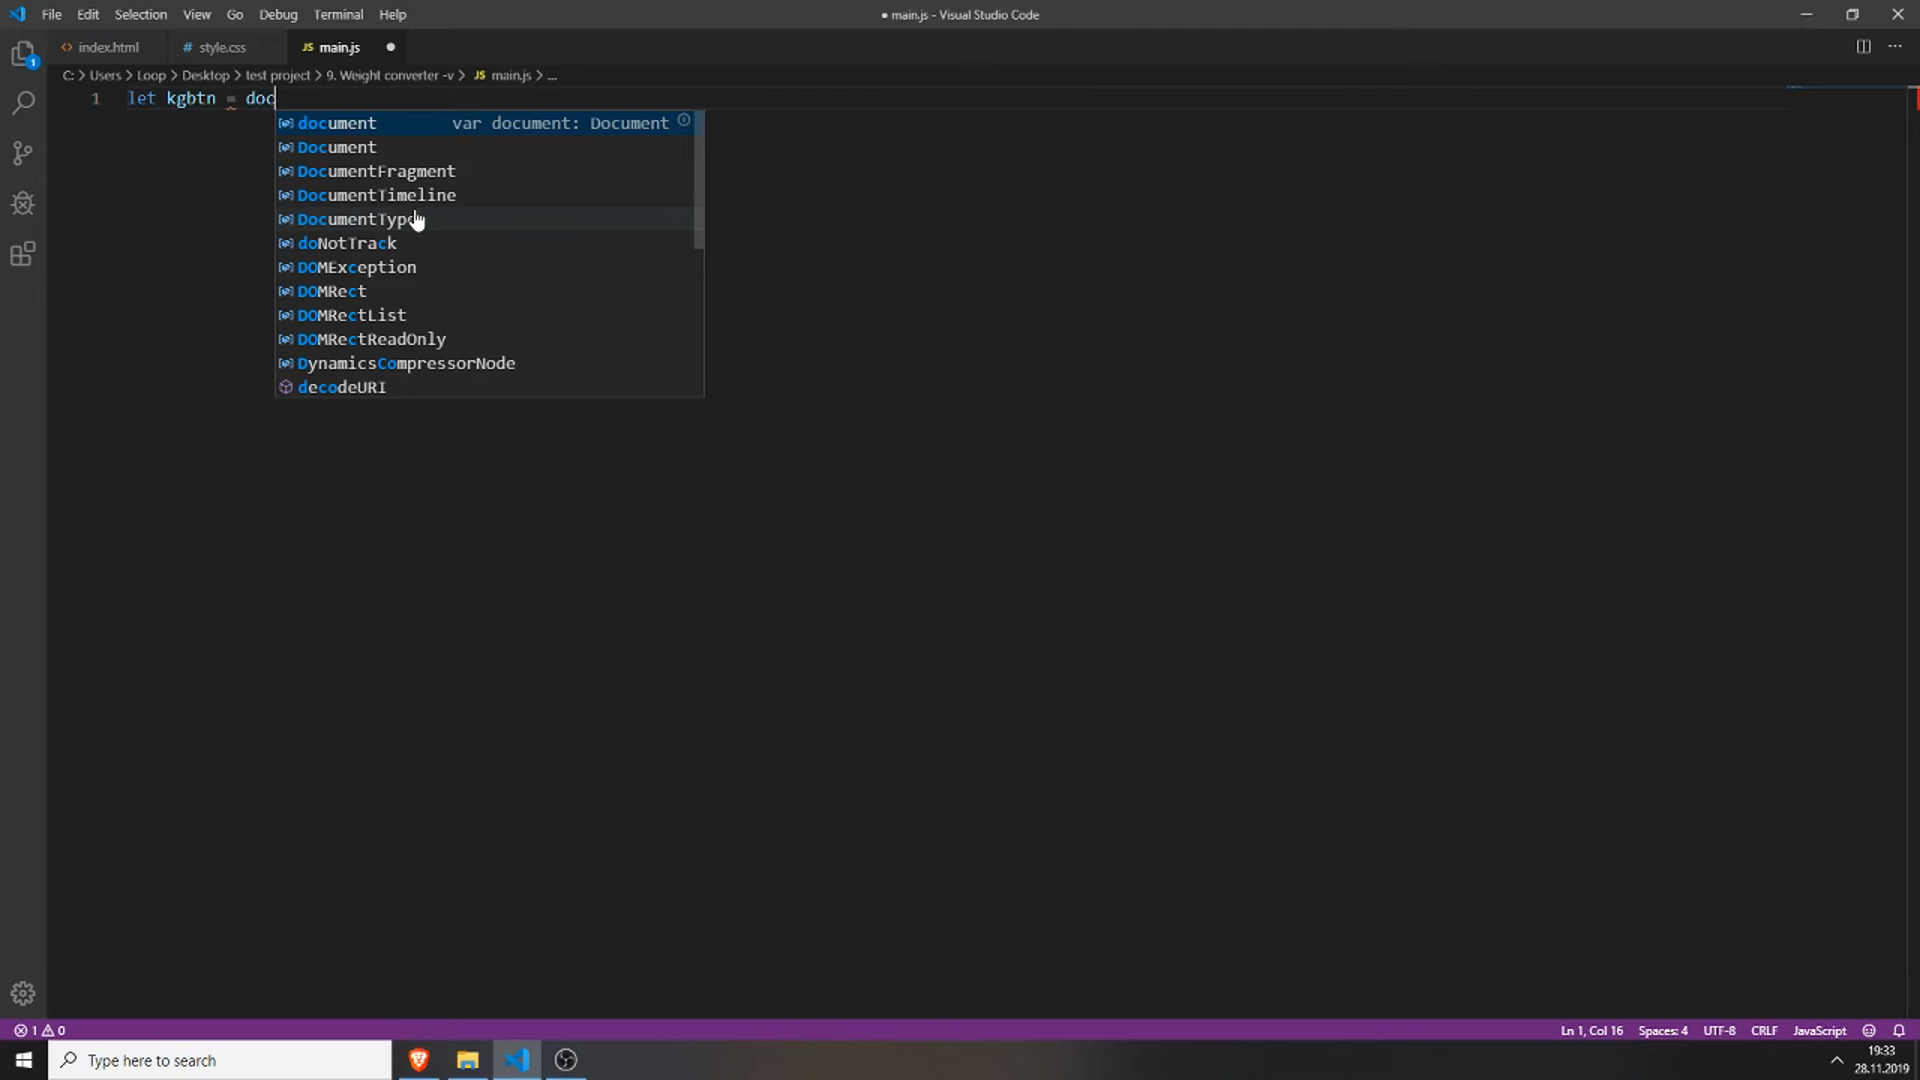 File Edit Selection View Go Debug Terminal Help
● main.js - Visual Studio Code
index.html
# style.css
JS main.js ●
C: > Users > Loop > Desktop > test project > 9. Weight converter -v > JS main.js > ...
1
1 let kgbtn = doc
document var document: Document
Document
DocumentFragment
DocumentTimeline
DocumentType
doNotTrack
DOMException
DOMRect
DOMRectList
DOMRectReadOnly
DynamicsCompressorNode
decodeURI
1 0
Ln 1, Col 16 Spaces: 4 UTF-8 CRLF JavaScript
Type here to search
19:33
28.11.2019